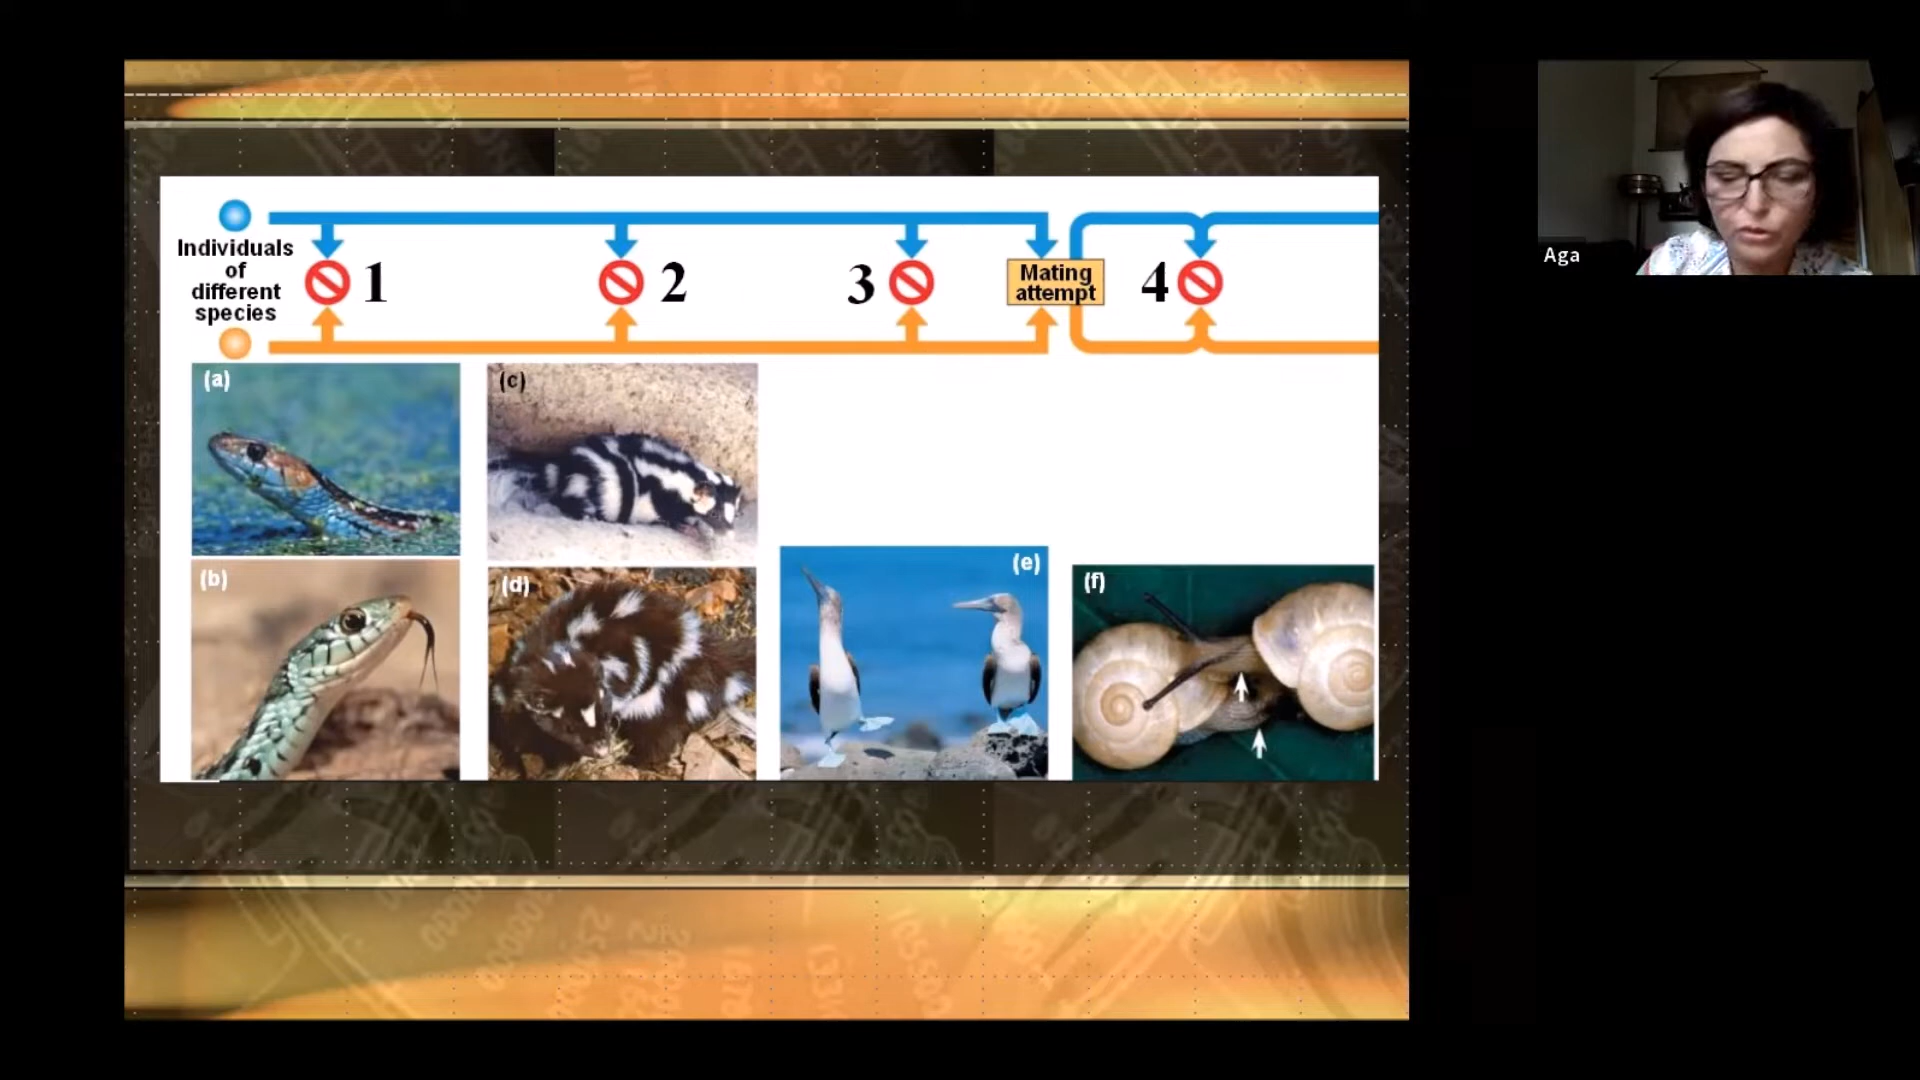 Individuals
of
different
species
1
2
3
Mating
attempt
4
(a)
(c)
(b)
(d)
(e)
(f)
Aga